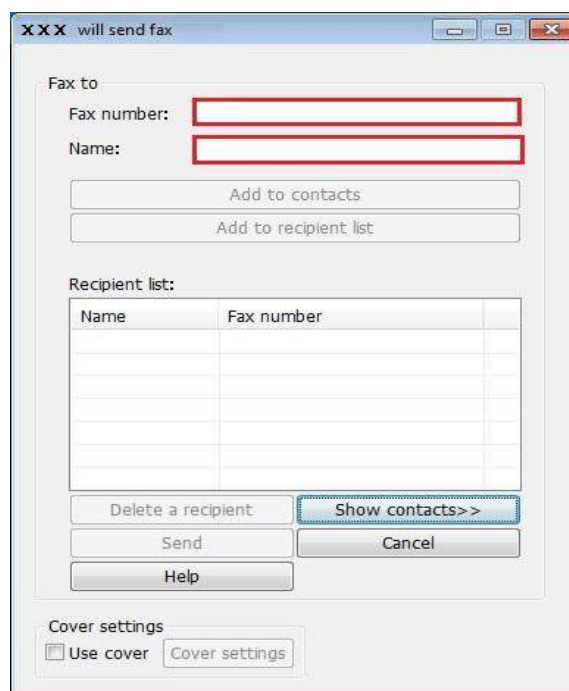 XXX will send fax
Fax to
Fax number:
Name:
Add to contacts
Add to recipient list
Recipient list:
Name Fax number
Delete a recipient Show contacts>>
Send Cancel
Help
Cover settings
Use cover Cover settings